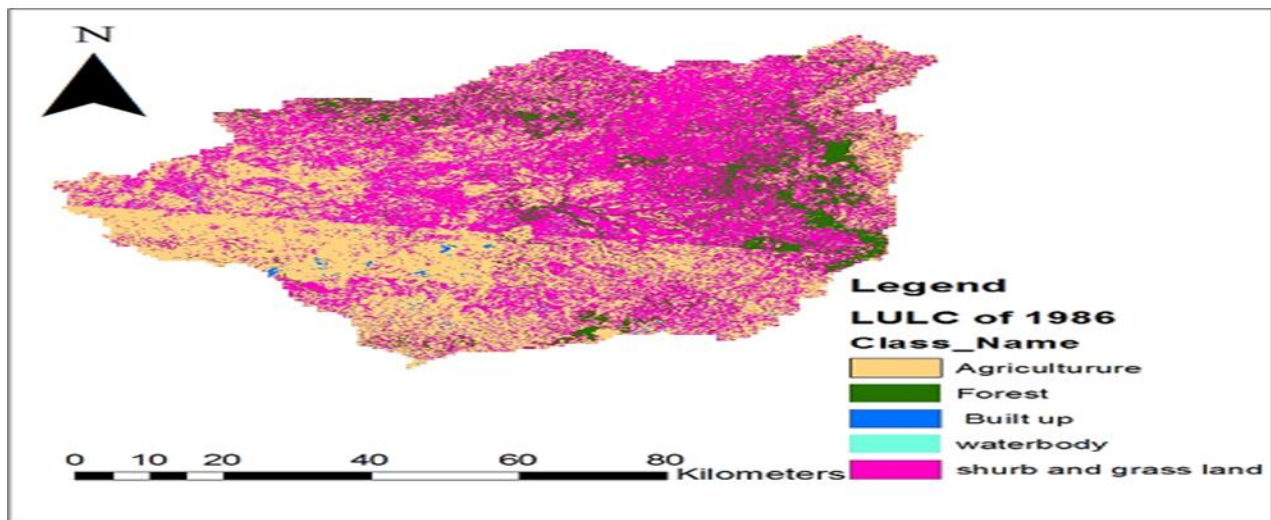 N
Legend
LULC of 1986
Class_Name
Agricultururе
Forest
Built up
waterbody
shurb and grass land
0 10 20 40 60 80
Kilometers